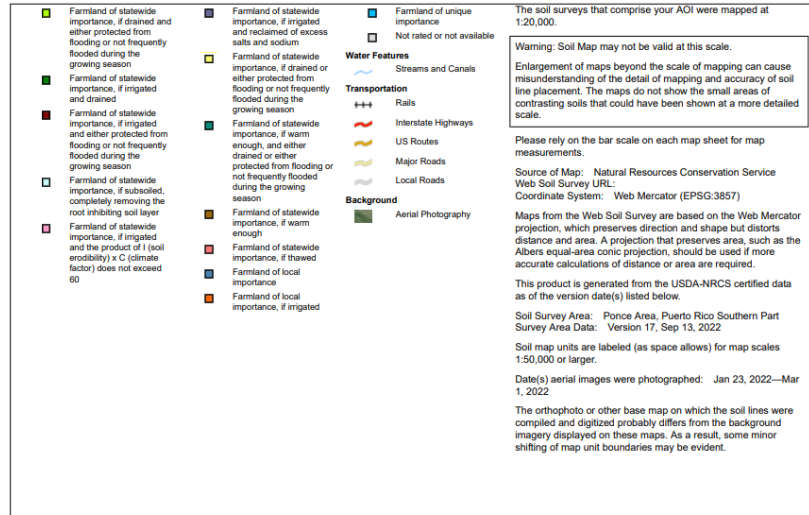 Farmland of statewide
importance, if drained and
either protected from
flooding or not frequently
flooded during the
growing season
Farmland of statewide
importance, if irrigated
and drained
Farmland of statewide
importance, if irrigated
and either protected from
flooding or not frequently
flooded during the
growing season
Farmland of statewide
importance, if subsoiled,
completely removing the
root inhibiting soil layer
Farmland of statewide
importance, if irrigated
and the product of I (soil
erodibility) x C (climate
factor) does not exceed
60
Farmland of statewide
importance, if irrigated
and reclaimed of excess
salts and sodium
Farmland of statewide
importance, if drained or
either protected from
flooding or not frequently
flooded during the
growing season
Farmland of statewide
importance, if warm
enough, and either
drained or either
protected from flooding or
not frequently flooded
during the growing
season
Farmland of statewide
importance, if warm
enough
Farmland of statewide
importance, if thawed
Farmland of local
importance
Farmland of local
importance, if irrigated
Farmland of unique
importance
Not rated or not available
Water Features
Streams and Canals
Transportation
Rails
Interstate Highways
US Routes
Major Roads
Local Roads
Background
Aerial Photography
The soil surveys that comprise your AOI were mapped at
1:20,000.
Warning: Soil Map may not be valid at this scale.
Enlargement of maps beyond the scale of mapping can cause
misunderstanding of the detail of mapping and accuracy of soil
line placement. The maps do not show the small areas of
contrasting soils that could have been shown at a more detailed
scale.
Please rely on the bar scale on each map sheet for map
measurements.
Source of Map: Natural Resources Conservation Service
Web Soil Survey URL:
Coordinate System: Web Mercator (EPSG:3857)
Maps from the Web Soil Survey are based on the Web Mercator
projection, which preserves direction and shape but distorts
distance and area. A projection that preserves area, such as the
Albers equal-area conic projection, should be used if more
accurate calculations of distance or area are required.
This product is generated from the USDA-NRCS certified data
as of the version date(s) listed below.
Soil Survey Area: Ponce Area, Puerto Rico Southern Part
Survey Area Data: Version 17, Sep 13, 2022
Soil map units are labeled (as space allows) for map scales
1:50,000 or larger.
Date(s) aerial images were photographed: Jan 23, 2022—Mar
1, 2022
The orthophoto or other base map on which the soil lines were
compiled and digitized probably differs from the background
imagery displayed on these maps. As a result, some minor
shifting of map unit boundaries may be evident.